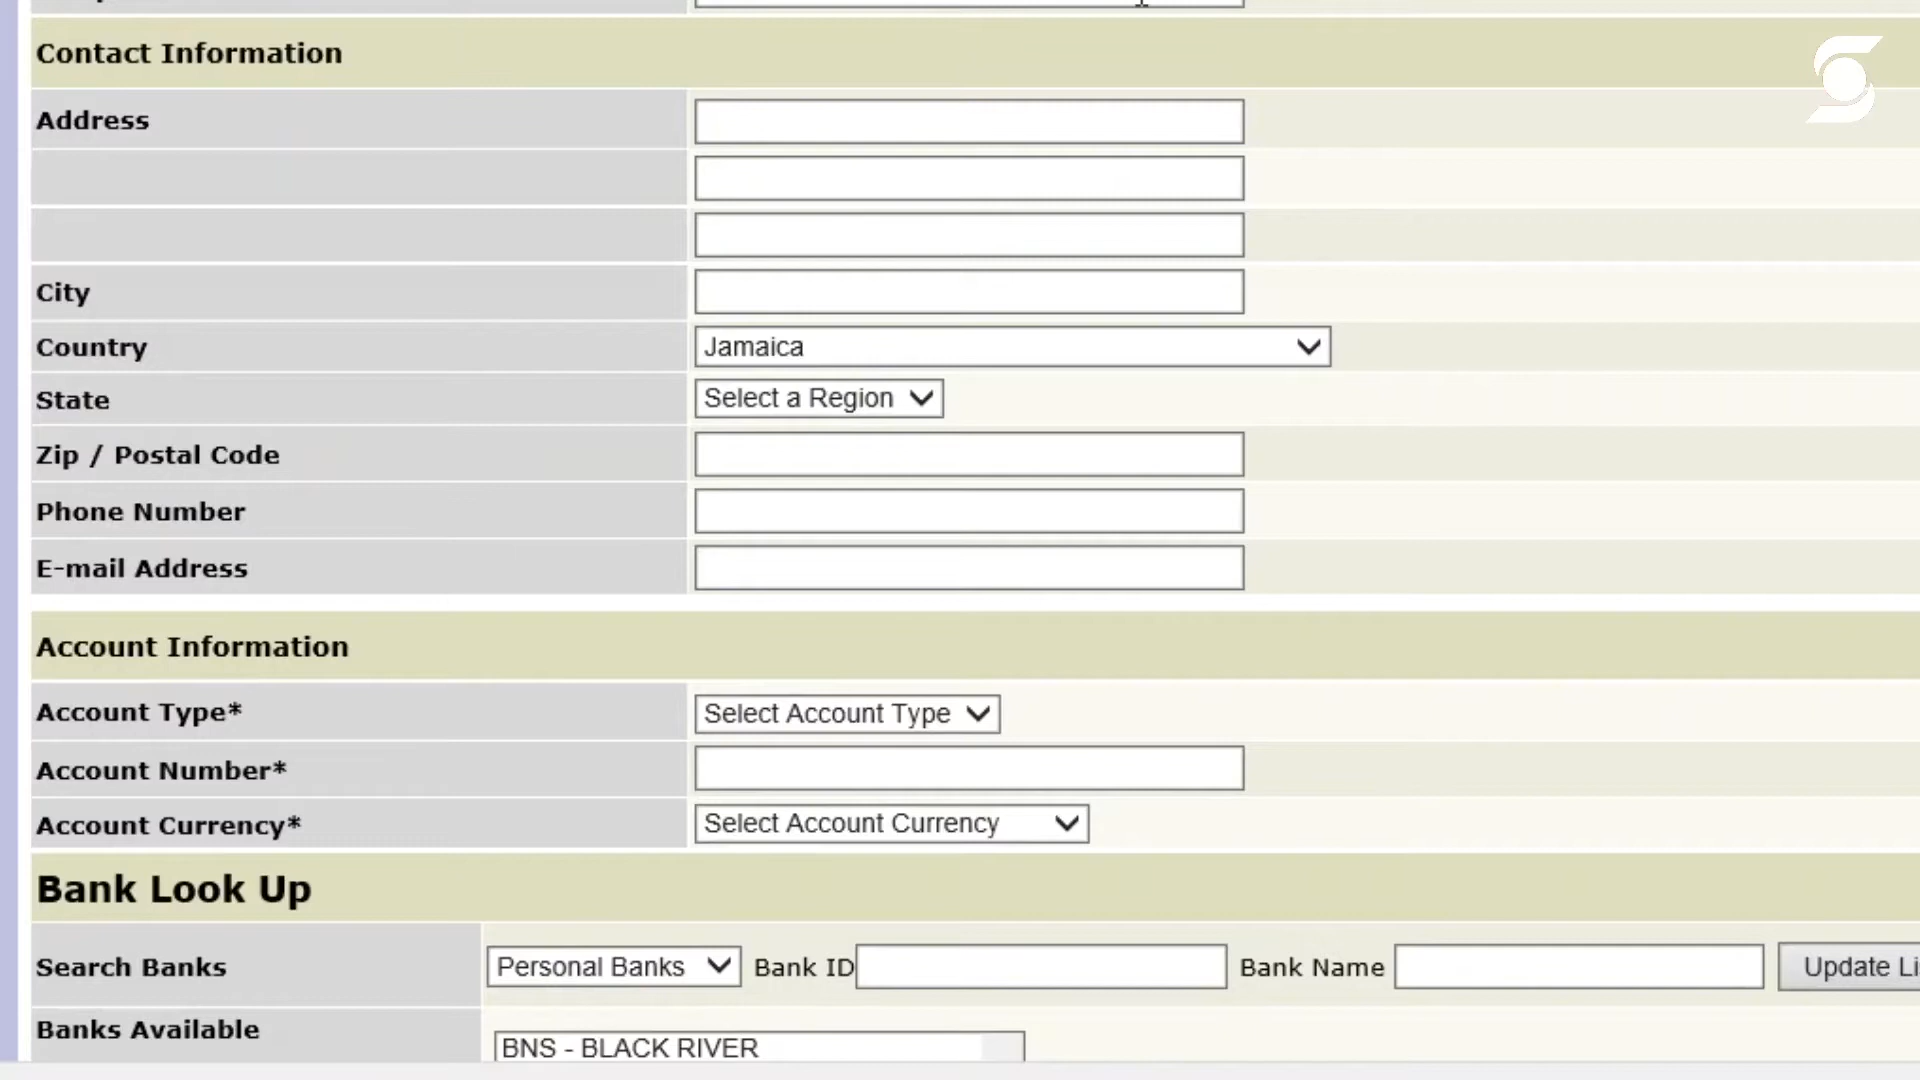 Contact Information
Address
City
Country Jamaica
State Select a Region
Zip / Postal Code
Phone Number
E-mail Address
Account Information
Account Type* Select Account Type
Account Number*
Account Currency* Select Account Currency
Bank Look Up
Search Banks Personal Banks Bank ID Bank Name Update Li
Banks Available
BNS - BLACK RIVER